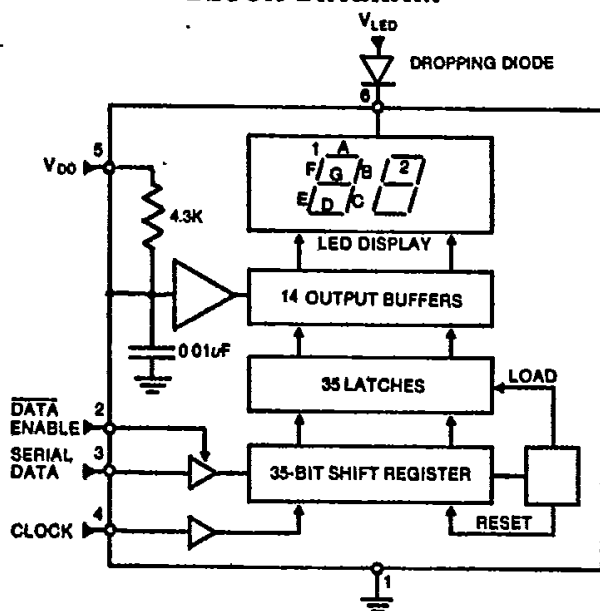 VLED
DROPPING DIODE
6
5
VDD
4.3K
1 A
F G B 2
E D C
LED DISPLAY
14 OUTPUT BUFFERS
0.01uF
35 LATCHES
LOAD
DATA
ENABLE
2
SERIAL
DATA
3
35-BIT SHIFT REGISTER
CLOCK
4
RESET
1